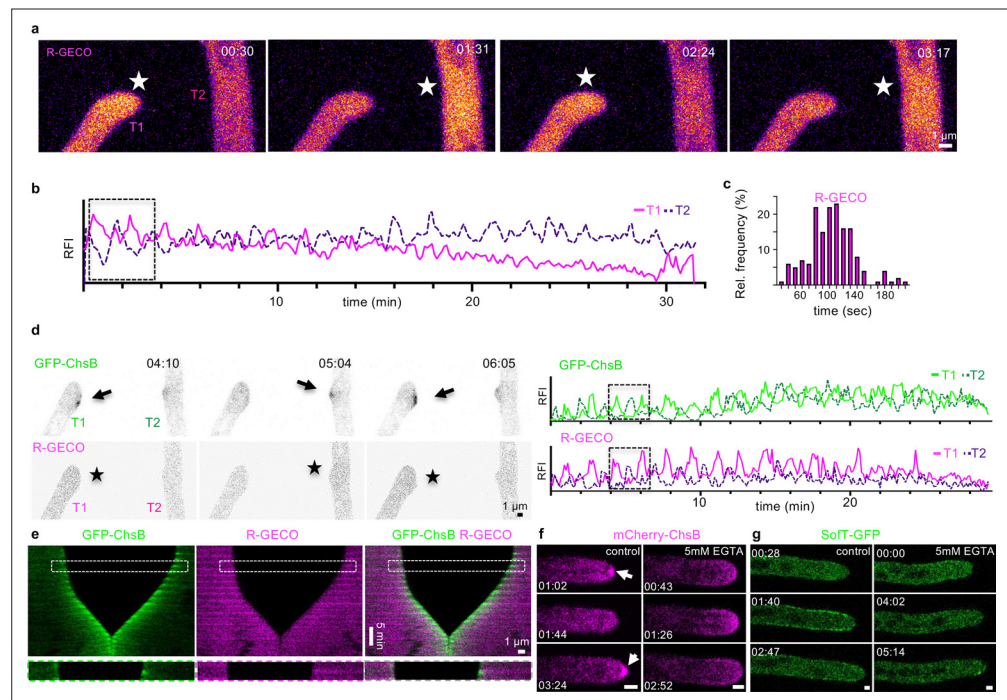 a
R-GECO
00:30
01:31
02:24
03:17
T2
T1
1 µm
b
RFI
T1 T2
10 20 30
time (min)
c
R-GECO
Rel. frequency (%)
20
10
0
60 100 140 180
time (sec)
d
GFP-ChsB
04:10
05:04
06:05
T1 T2
R-GECO
T1 T2
1 µm
GFP-ChsB
T1 T2
RFI
R-GECO
T1 T2
RFI
10 20
time (min)
e
GFP-ChsB
R-GECO
GFP-ChsB R-GECO
5 min
1 µm
f
mCherry-ChsB
control
5mM EGTA
01:02
00:43
01:44
01:26
03:24
02:52
g
SofT-GFP
00:28
control
00:00
5mM EGTA
01:40
04:02
02:47
05:14